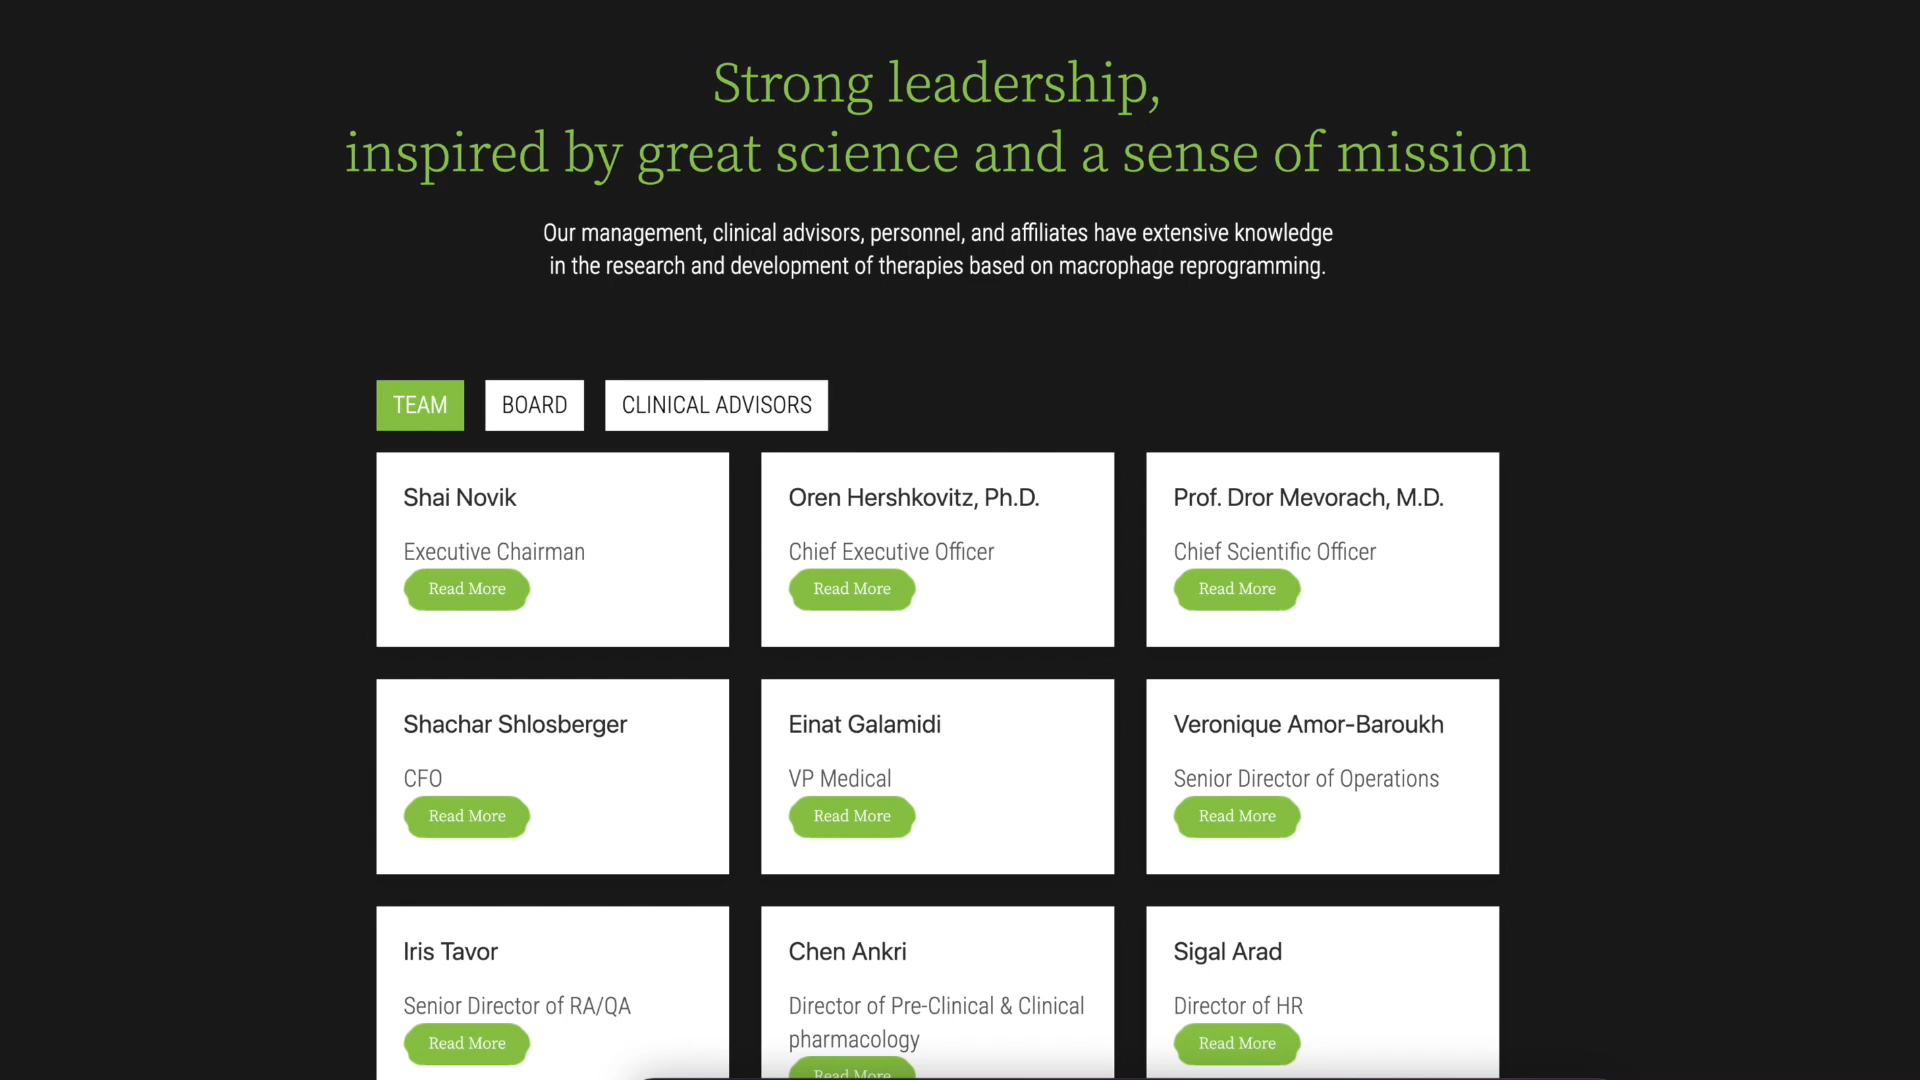 Strong leadership,
inspired by great science and a sense of mission
Our management, clinical advisors, personnel, and affiliates have extensive knowledge
in the research and development of therapies based on macrophage reprogramming.
TEAM
BOARD
CLINICAL ADVISORS
Shai Novik
Executive Chairman
Read More
Oren Hershkovitz, Ph.D.
Chief Executive Officer
Read More
Prof. Dror Mevorach, M.D.
Chief Scientific Officer
Read More
Shachar Shlosberger
CFO
Read More
Einat Galamidi
VP Medical
Read More
Veronique Amor-Baroukh
Senior Director of Operations
Read More
Iris Tavor
Senior Director of RA/QA
Read More
Chen Ankri
Director of Pre-Clinical & Clinical
pharmacology
Read More
Sigal Arad
Director of HR
Read More